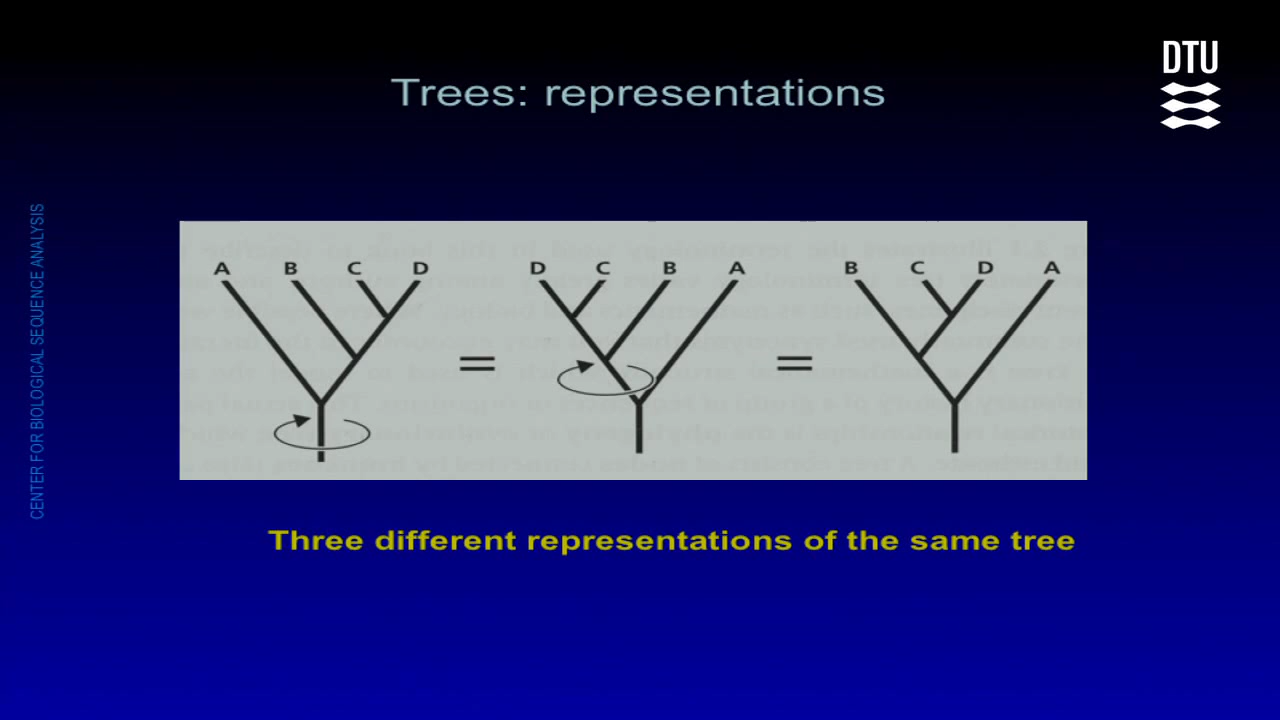 DTU
Trees: representations
CENTER FOR BIOLOGICAL SEQUENCE ANALYSIS
A B C D D C B A B C D A
= =
Three different representations of the same tree